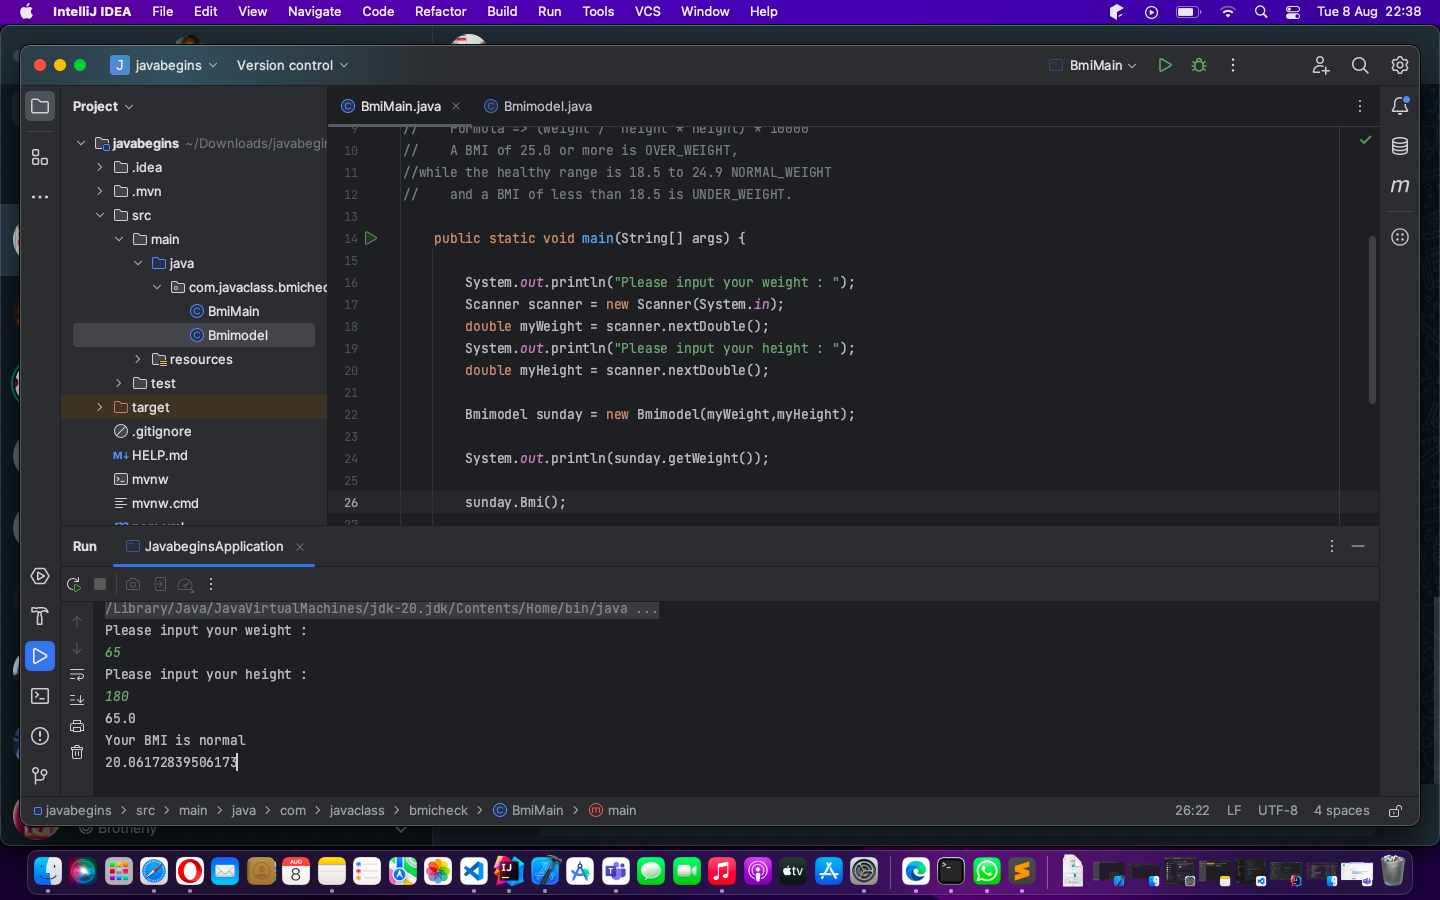 IntelliJ IDEA File Edit View Navigate Code Refactor Build Run Tools VCS Window Help Tue 8 Aug 22:38
J javabegins Version control BmiMain
Project
javabegins ~/Downloads/javabegin
.idea
.mvn
src
main
java
com.javaclass.bmichec
BmiMain
Bmimodel
resources
test
target
.gitignore
HELP.md
mvnw
mvnw.cmd
BmiMain.java Bmimodel.java
9 // Formula => (weight / height * height) * 10000
10 // A BMI of 25.0 or more is OVER_WEIGHT,
11 //while the healthy range is 18.5 to 24.9 NORMAL_WEIGHT
12 // and a BMI of less than 18.5 is UNDER_WEIGHT.
13
14 public static void main(String[] args) {
15
16 System.out.println("Please input your weight : ");
17 Scanner scanner = new Scanner(System.in);
18 double myWeight = scanner.nextDouble();
19 System.out.println("Please input your height : ");
20 double myHeight = scanner.nextDouble();
21
22 Bmimodel sunday = new Bmimodel(myWeight,myHeight);
23
24 System.out.println(sunday.getWeight());
25
26 sunday.Bmi();
27
m
Run JavabeginsApplication
/Library/Java/JavaVirtualMachines/jdk-20.jdk/Contents/Home/bin/java ...
Please input your weight :
65
Please input your height :
180
65.0
Your BMI is normal
20.06172839506173
javabegins > src > main > java > com > javaclass > bmicheck > BmiMain > main 26:22 LF UTF-8 4 spaces
Brotherly
AUG
8
tv